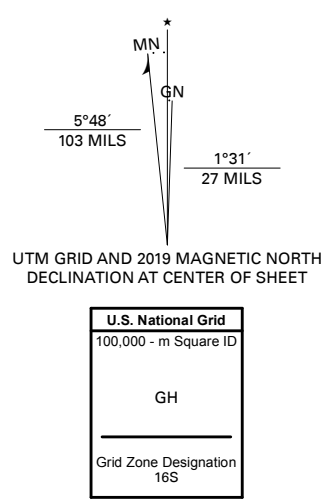 MN
GN
5°48´
103 MILS
1°31´
27 MILS
UTM GRID AND 2019 MAGNETIC NORTH
DECLINATION AT CENTER OF SHEET
U.S. National Grid
100,000 - m Square ID
GH
Grid Zone Designation
16S